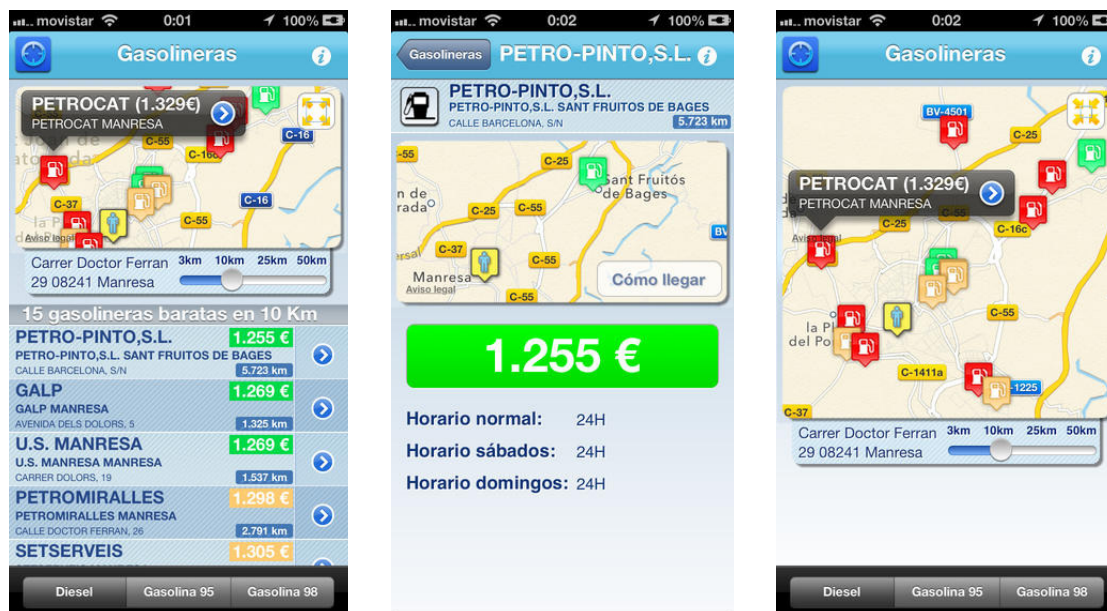 movistar 0:01 100%
Gasolineras
PETROCAT (1.329€)
PETROCAT MANRESA
C-55
C-16
C-16c
C-16
C-37
C-55
la P
Aviso legal
Carrer Doctor Ferran 3km 10km 25km 50km
29 08241 Manresa
15 gasolineras baratas en 10 Km
PETRO-PINTO,S.L. 1.255 €
PETRO-PINTO,S.L. SANT FRUITOS DE BAGES
CALLE BARCELONA, S/N 5.723 km
GALP 1.269 €
GALP MANRESA
AVENIDA DELS DOLORS, 5 1.325 km
U.S. MANRESA 1.269 €
U.S. MANRESA MANRESA
CARRER DOLORS, 19 1.537 km
PETROMIRALLES 1.298 €
PETROMIRALLES MANRESA
CALLE DOCTOR FERRAN, 26 2.791 km
SETSERVEIS 1.305 €
Diesel Gasolina 95 Gasolina 98
movistar 0:02 100%
Gasolineras PETRO-PINTO,S.L.
PETRO-PINTO,S.L.
PETRO-PINTO,S.L. SANT FRUITOS DE BAGES
CALLE BARCELONA, S/N 5.723 km
-55
C-25
Sant Fruitós
de Bages
n de
rada
C-25 C-55
BV
ersal
C-37
C-55
Manresa
Aviso legal
Cómo llegar
C-55
1.255 €
Horario normal: 24H
Horario sábados: 24H
Horario domingos: 24H
movistar 0:02 100%
Gasolineras
BV-4501
C-25
PETROCAT (1.329€)
PETROCAT MANRESA
C-55
C-25
C-16c
Aviso legal
C-55
la Pl
del Po
C-1411a
-1225
C-37
Carrer Doctor Ferran 3km 10km 25km 50km
29 08241 Manresa
Diesel Gasolina 95 Gasolina 98